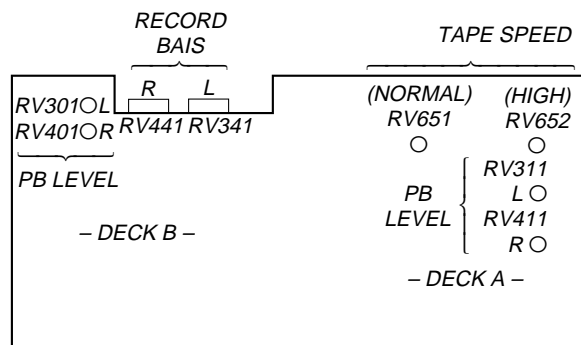 RECORD
BAIS
TAPE SPEED
R L
(NORMAL) (HIGH)
RV301 L
RV441 RV341
RV651 RV652
RV401 R
PB LEVEL
RV311
PB
L
LEVEL
RV411
R
– DECK B –
– DECK A –